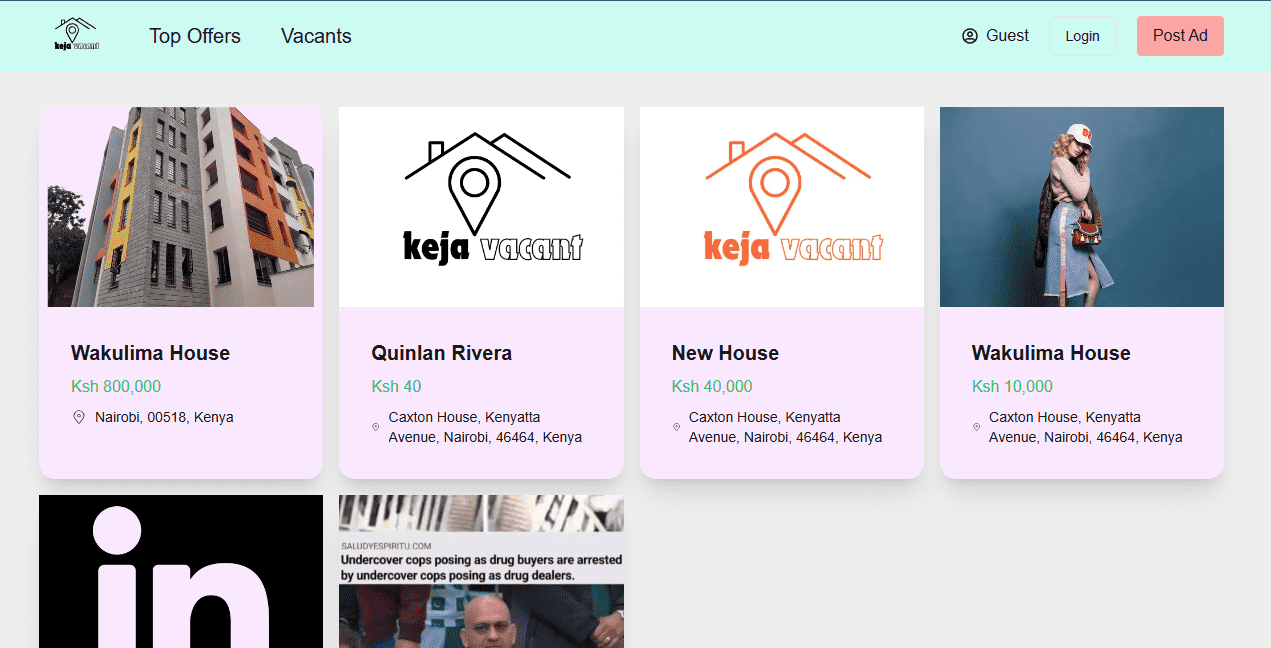 keja vacant
Top Offers
Vacants
Guest
Login
Post Ad
keja vacant
keja vacant
Wakulima House
Ksh 800,000
Nairobi, 00518, Kenya
Quinlan Rivera
Ksh 40
Caxton House, Kenyatta
Avenue, Nairobi, 46464, Kenya
New House
Ksh 40,000
Caxton House, Kenyatta
Avenue, Nairobi, 46464, Kenya
Wakulima House
Ksh 10,000
Caxton House, Kenyatta
Avenue, Nairobi, 46464, Kenya
in
SALUDYESPIRITU.COM
Undercover cops posing as drug buyers are arrested
by undercover cops posing as drug dealers.